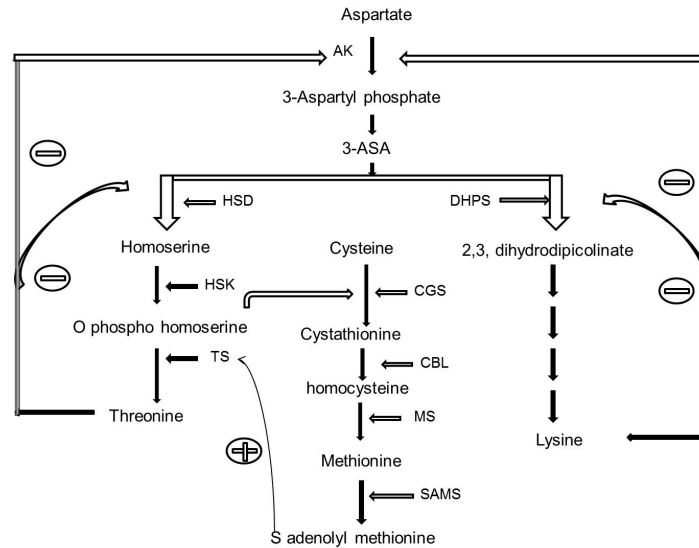 Aspartate
AK
3-Aspartyl phosphate
3-ASA
HSD
DHPS
Homoserine
Cysteine
2,3, dihydrodipicolinate
HSK
CGS
O phospho homoserine
Cystathionine
TS
CBL
homocysteine
Threonine
MS
Lysine
Methionine
SAMS
S adenolyl methionine